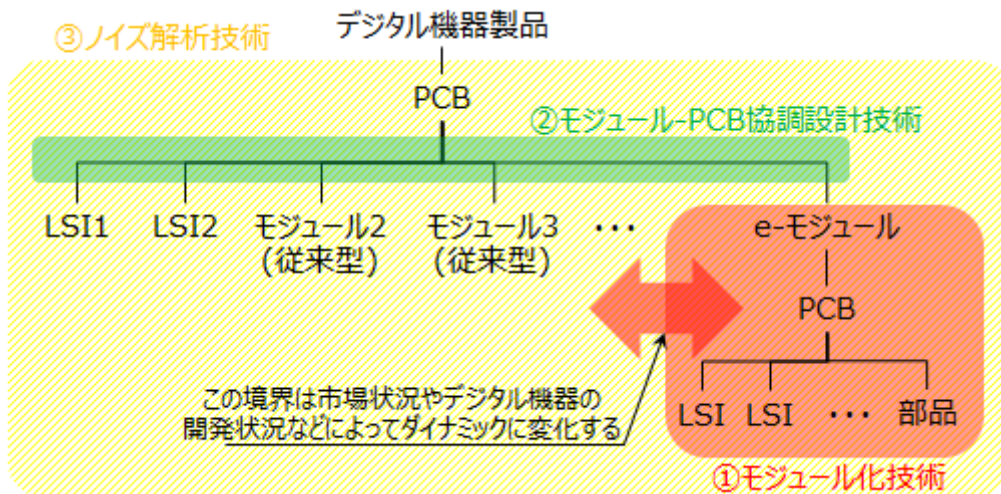 ③ノイズ解析技術
デジタル機器製品
PCB
②モジュール-PCB協調設計技術
LSI1
LSI2
モジュール2
(従来型)
モジュール3
(従来型)
・・・
e-モジュール
PCB
LSI
LSI
・・・
部品
この境界は市場状況やデジタル機器の
開発状況などによってダイナミックに変化する
①モジュール化技術